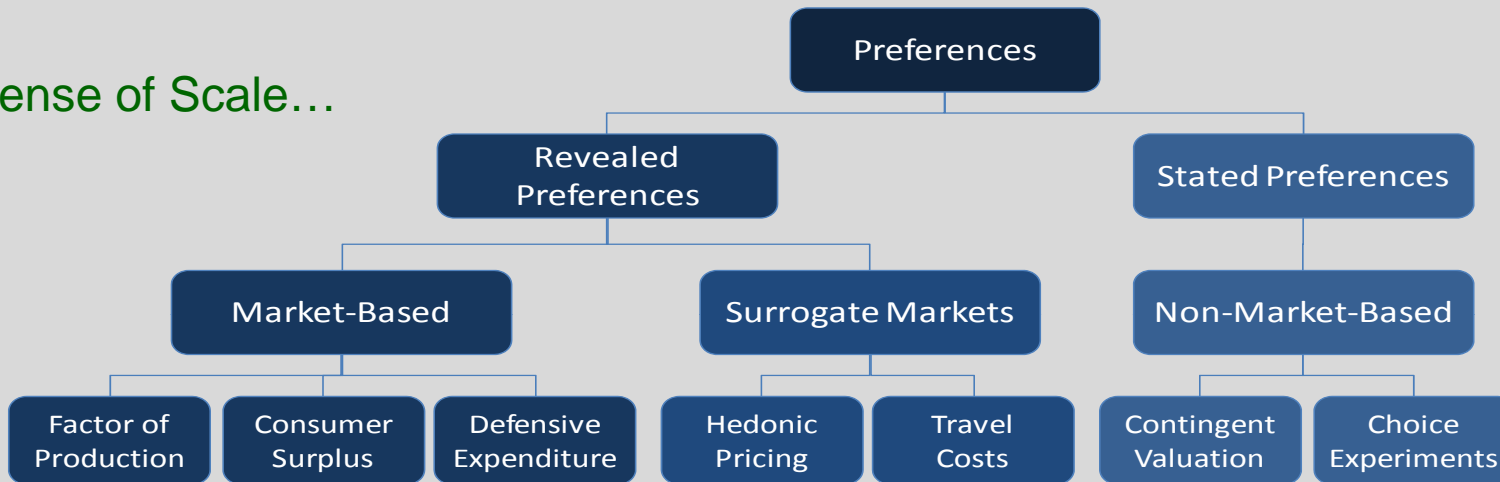 Preferences
ense of Scale…
Revealed
Preferences
Stated Preferences
Market-Based
Surrogate Markets
Non-Market-Based
Factor of
Production
Consumer
Surplus
Defensive
Expenditure
Hedonic
Pricing
Travel
Costs
Contingent
Valuation
Choice
Experiments